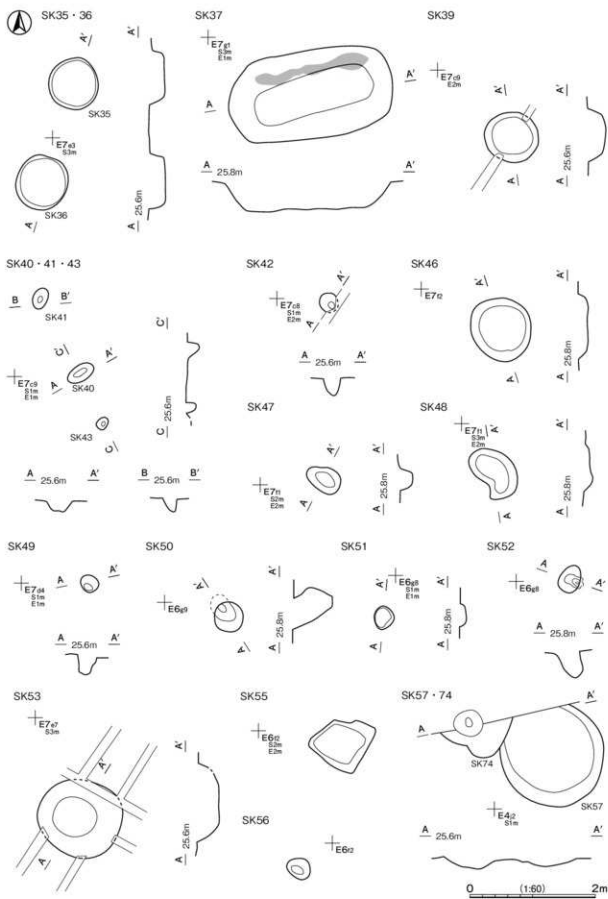 SK35・36
A'
SK35
E7e3
S3m
SK36
A
A'
A 25.6m
SK37
E7g1
S3m
E1m
A
A'
A 25.8m A'
SK39
E7c9
E2m
A'
A
A'
A 25.6m
SK40・41・43
B B'
SK41
C'
A'
E7c9
S1m
E1m
A
SK40
SK43
C
C'
C 25.6m
A 25.6m A'
B 25.6m B'
SK42
A'
E7c8
S1m
E2m
A
A 25.6m A'
SK46
A'
E7f2
A
A'
A 25.8m
SK47
A'
E7f1
S2m
E2m
A
A'
A 25.8m
SK48
E7f1
S3m
E2m
A'
A
A'
A 25.8m
SK49
E7d4
S1m
E1m
A A'
A 25.6m A'
SK50
A'
E6g9
A
A'
A 25.8m
SK51
E6g8
S1m
E1m
A'
A
A'
A 25.8m
SK52
A
E6g8
A'
A 25.8m A'
SK53
E7e7
S3m
A'
A
A'
A 25.6m
SK55
E6f2
S2m
E2m
SK56
E6f2
SK57・74
A'
A
SK74
SK57
E4j2
S1m
A 25.6m A'
0 (1:60) 2m